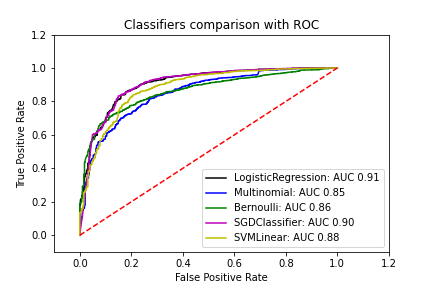 Classifiers comparison with ROC
1.2
1.0
0.8
0.6
0.4
0.2
0.0
True Positive Rate
LogisticRegression: AUC 0.91
Multinomial: AUC 0.85
Bernoulli: AUC 0.86
SGDClassifier: AUC 0.90
SVMLinear: AUC 0.88
0.0 0.2 0.4 0.6 0.8 1.0 1.2
False Positive Rate